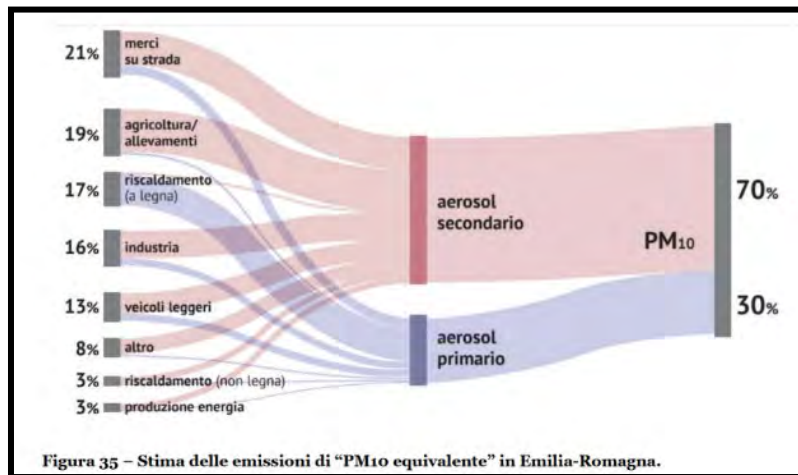 21% merci
su strada
19% agricoltura/
allevamenti
17% riscaldamento
(a legna)
16% industria
13% veicoli leggeri
8% altro
3% riscaldamento (non legna)
3% produzione energia
aerosol
secondario
aerosol
primario
PM10
70%
30%
Figura 35 – Stima delle emissioni di “PM10 equivalente” in Emilia-Romagna.